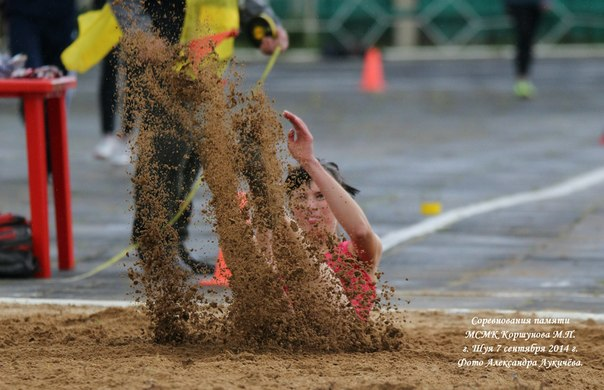 Соревнования памяти
МСМК Коршунова М.П.
г. Шуя 7 сентября 2014 г.
Фото Александра Лукичёва.